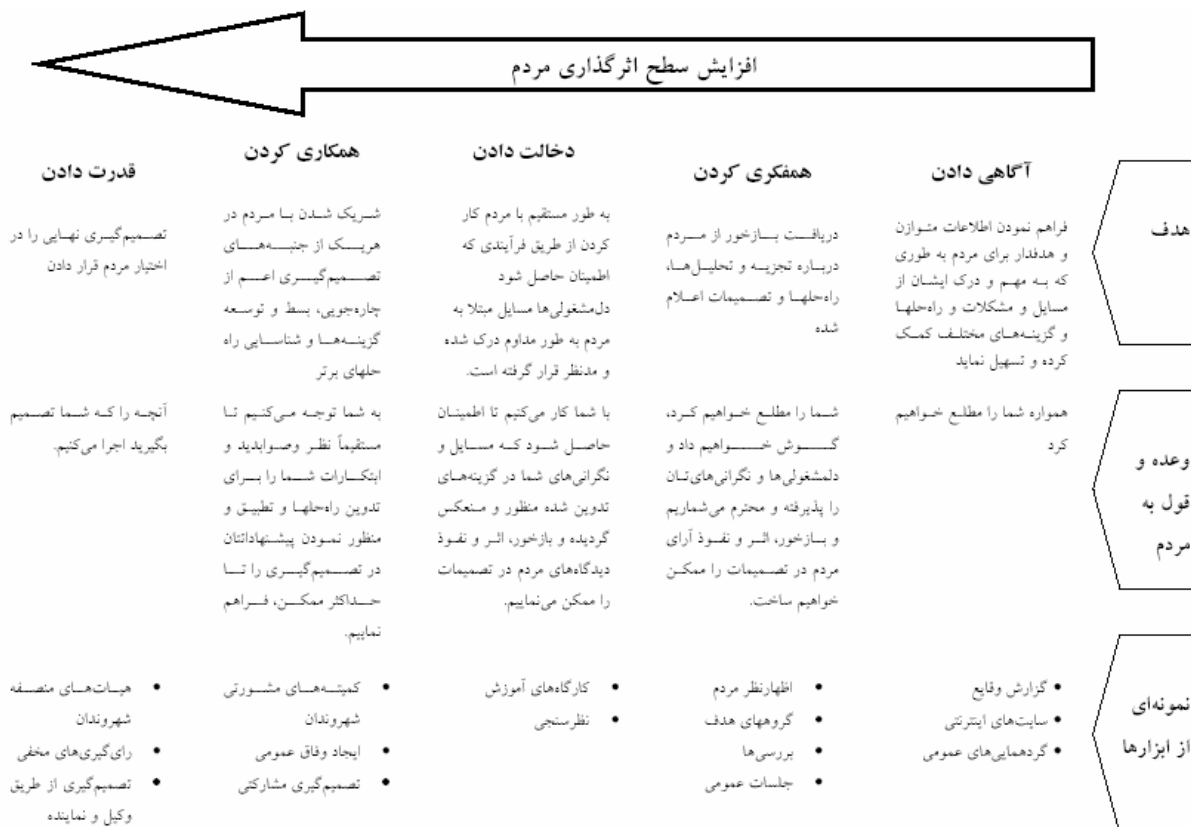 افزایش سطح اثرگذاری مردم
آگاهی دادن
همفکری کردن
دخالت دادن
همکاری کردن
قدرت دادن
هدف
فراهم نمودن اطلاعات متوازن
و هدفدار برای مردم به طوری
که به مهم و درک ایشان از
مسایل و مشکلات و راه‌حلها
و گزینه‌های مختلف کمک
کرده و تسهیل نماید
دریافت بازخور از مردم
درباره تجزیه و تحلیل‌ها،
راه‌حلها و تصمیمات اعلام
شده
به طور مستقیم با مردم کار
کردن از طریق فرآیندی که
اطمینان حاصل شود
دل‌مشغولی‌ها مسایل مبتلا به
مردم به طور مداوم درک شده
و مدنظر قرار گرفته است.
شریک شدن با مردم در
هریک از جنبه‌های
تصمیم‌گیری اعم از
چاره‌جویی، بسط و توسعه
گزینه‌ها و شناسایی راه
حلهای برتر
تصمیم‌گیری نهایی را در
اختیار مردم قرار دادن
وعده و
قول به
مردم
همواره شما را مطلع خواهیم
کرد
شما را مطلع خواهیم کرد،
گوش خواهیم داد و
دلمشغولی‌ها و نگرانی‌های‌تان
را پذیرفته و محترم می‌شماریم
و بازخور، اثر و نفوذ آرای
مردم در تصمیمات را ممکن
خواهیم ساخت.
با شما کار می‌کنیم تا اطمینان
حاصل شود که مسایل و
نگرانی‌های شما در گزینه‌های
تدوین شده منظور و منعکس
گردیده و بازخور، اثر و نفوذ
دیدگاه‌های مردم در تصمیمات
را ممکن می‌نماییم.
به شما توجه می‌کنیم تا
مستقیماً نظر وصوابدید و
ابتکارات شما را برای
تدوین راه‌حلها و تطبیق و
منظور نمودن پیشنهاداتتان
در تصمیم‌گیری را تا
حداکثر ممکن، فراهم
نماییم.
آنچه را که شما تصمیم
بگیرید اجرا می‌کنیم.
نمونه‌ای
از ابزارها
• گزارش وقایع
• سایت‌های اینترنتی
• گردهمایی‌های عمومی
• اظهارنظر مردم
• گروههای هدف
• بررسی‌ها
• جلسات عمومی
• کارگاه‌های آموزش
• نظرسنجی
• کمیته‌های مشورتی
شهروندان
• ایجاد وفاق عمومی
• تصمیم‌گیری مشارکتی
• هیات‌های منصفه
شهروندان
• رای‌گیری‌های مخفی
• تصمیم‌گیری از طریق
وکیل و نماینده